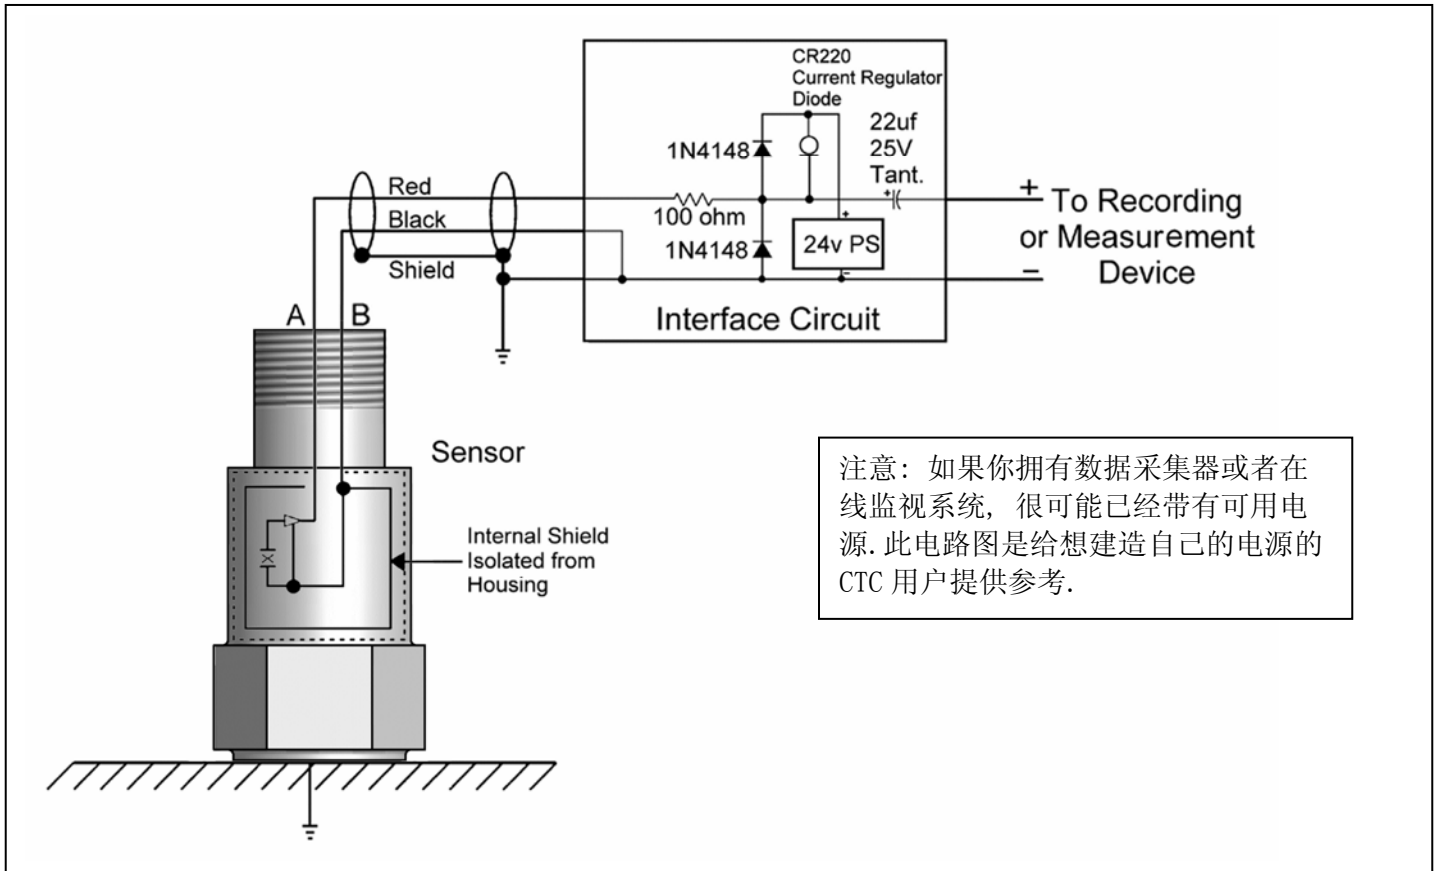 CR220
Current Regulator
Diode
22uf
25V
Tant.
+
1N4148
100 ohm
1N4148
24v PS
+
-
Interface Circuit
Red
Black
Shield
+
To Recording
or Measurement
Device
−
A
B
Sensor
Internal Shield
Isolated from
Housing
注意: 如果你拥有数据采集器或者在
线监视系统, 很可能已经带有可用电
源.此电路图是给想建造自己的电源的
CTC 用户提供参考.